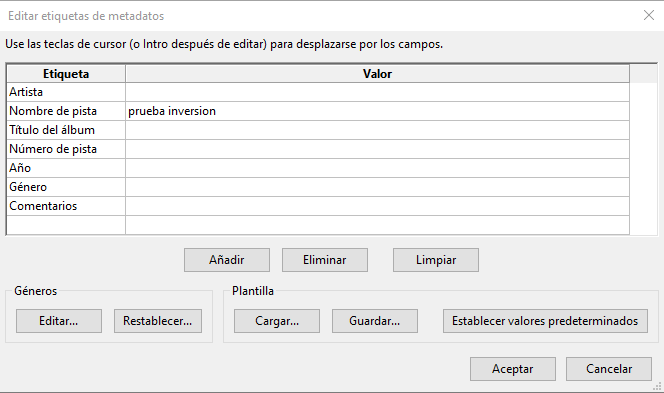 Editar etiquetas de metadatos
Use las teclas de cursor (o Intro después de editar) para desplazarse por los campos.
Etiqueta Valor
Artista
Nombre de pista prueba inversion
Título del álbum
Número de pista
Año
Género
Comentarios
Añadir Eliminar Limpiar
Géneros Plantilla
Editar... Restablecer... Cargar... Guardar... Establecer valores predeterminados
Aceptar Cancelar